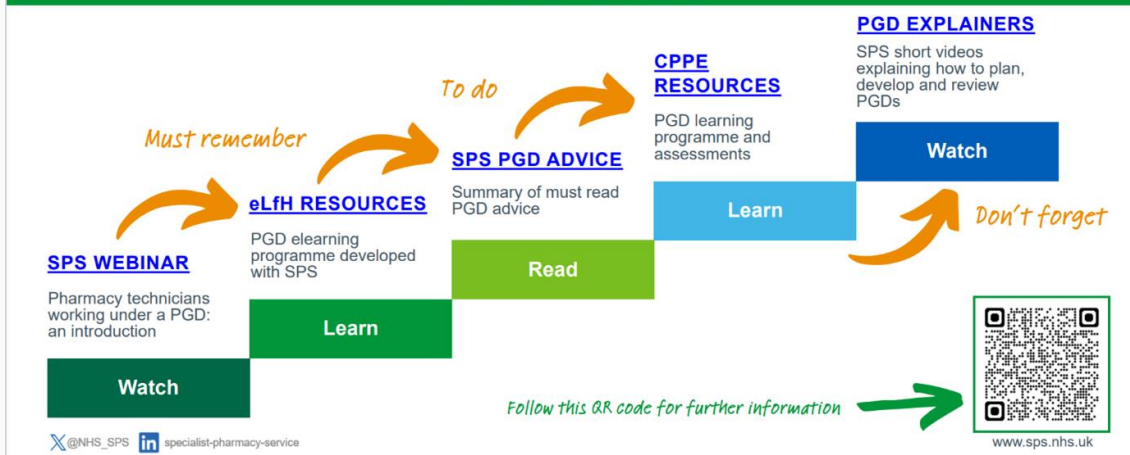 SPS WEBINAR
Pharmacy technicians
working under a PGD:
an introduction
Watch
Must remember
eLfH RESOURCES
PGD elearning
programme developed
with SPS
Learn
To do
SPS PGD ADVICE
Summary of must read
PGD advice
Read
CPPE
RESOURCES
PGD learning
programme and
assessments
Learn
PGD EXPLAINERS
SPS short videos
explaining how to plan,
develop and review
PGDs
Watch
Don't forget
Follow this QR code for further information
www.sps.nhs.uk
@NHS_SPS in specialist-pharmacy-service